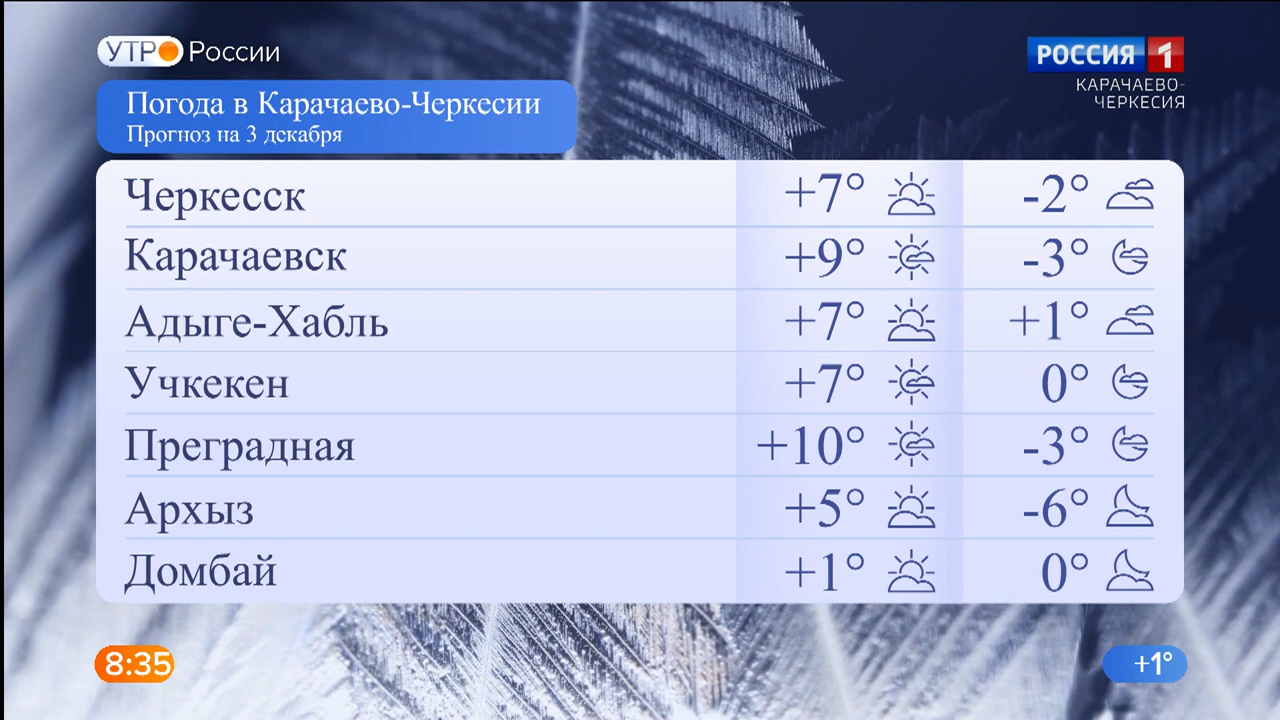 УТРО России
РОССИЯ 1
КАРАЧАЕВО-
ЧЕРКЕСИЯ
Погода в Карачаево-Черкесии
Прогноз на 3 декабря
Черкесск +7° -2°
Карачаевск +9° -3°
Адыге-Хабль +7° +1°
Учкекен +7° 0°
Преградная +10° -3°
Архыз +5° -6°
Домбай +1° 0°
8:35
+1°